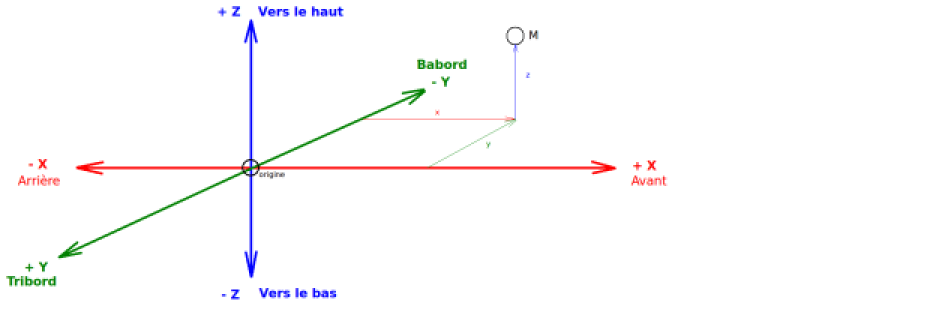 + Z Vers le haut
M
Babord
- Y
z
x
y
- X
Arrière
origine
+ X
Avant
+ Y
Tribord
- Z Vers le bas